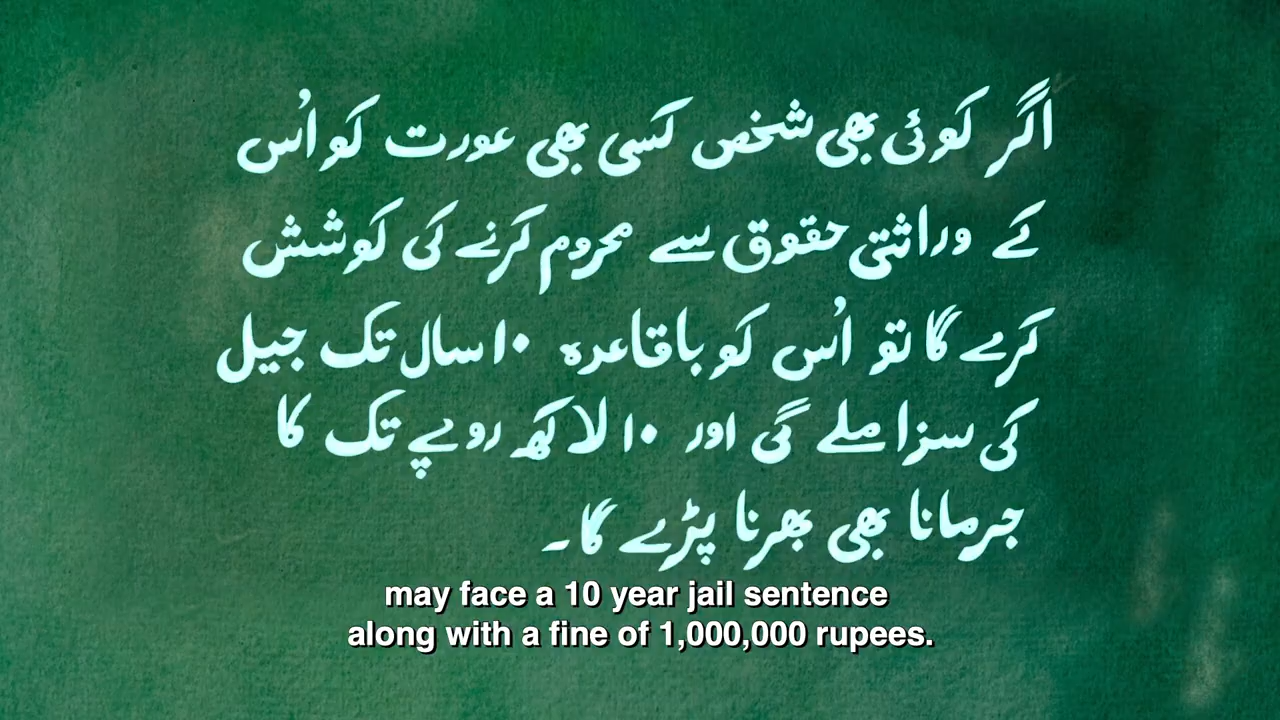 اگر کوئی بھی شخص کسی بھی عورت کو اُس
کے وراثتی حقوق سے محروم کرنے کی کوشش
کرے گا تو اُس کو باقاعدہ ۱۰ سال تک جیل
کی سزا ملے گی اور ۱۰ لاکھ روپے تک کا
جرمانا بھی بھرنا پڑے گا۔
may face a 10 year jail sentence
along with a fine of 1,000,000 rupees.